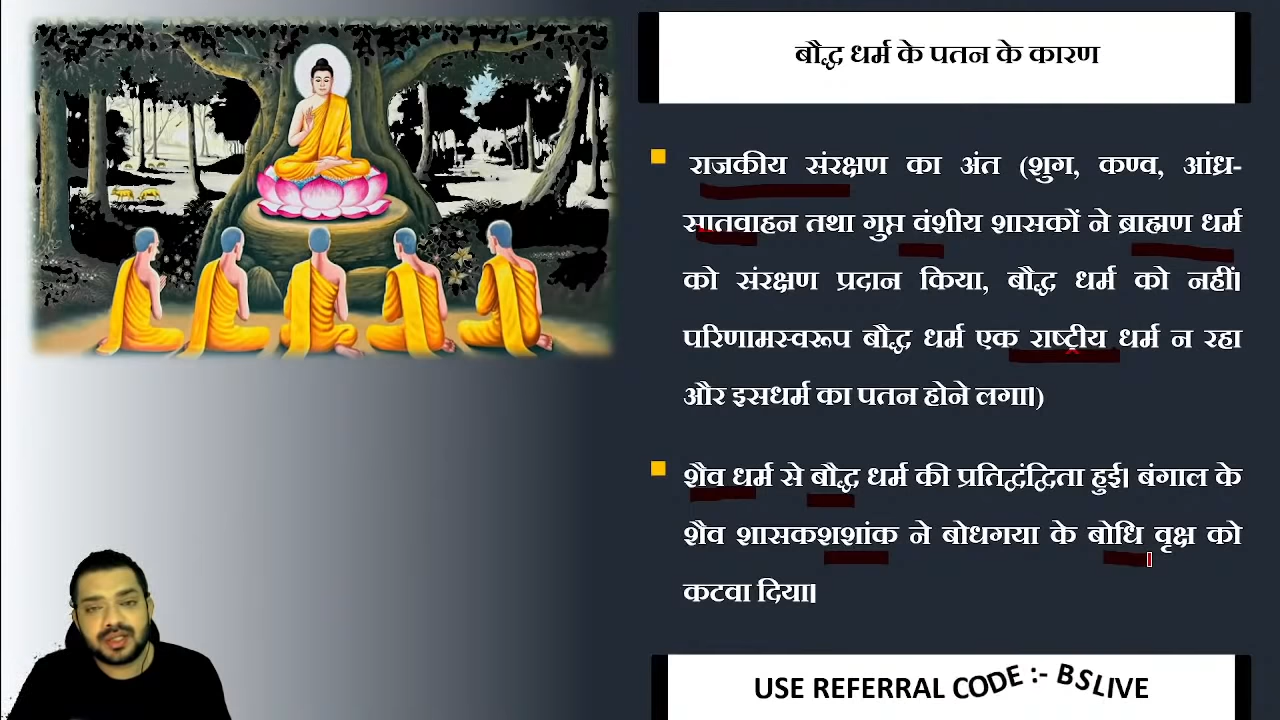 बौद्ध धर्म के पतन के कारण
राजकीय संरक्षण का अंत (शुग, कण्व, आंध्र-
सातवाहन तथा गुप्त वंशीय शासकों ने ब्राह्मण धर्म
को संरक्षण प्रदान किया, बौद्ध धर्म को नहीं।
परिणामस्वरूप बौद्ध धर्म एक राष्ट्रीय धर्म न रहा
और इसधर्म का पतन होने लगा।)
शैव धर्म से बौद्ध धर्म की प्रतिद्वंद्विता हुई। बंगाल के
शैव शासकशशांक ने बोधगया के बोधि वृक्ष को
कटवा दिया।
USE REFERRAL CODE :- BSLIVE